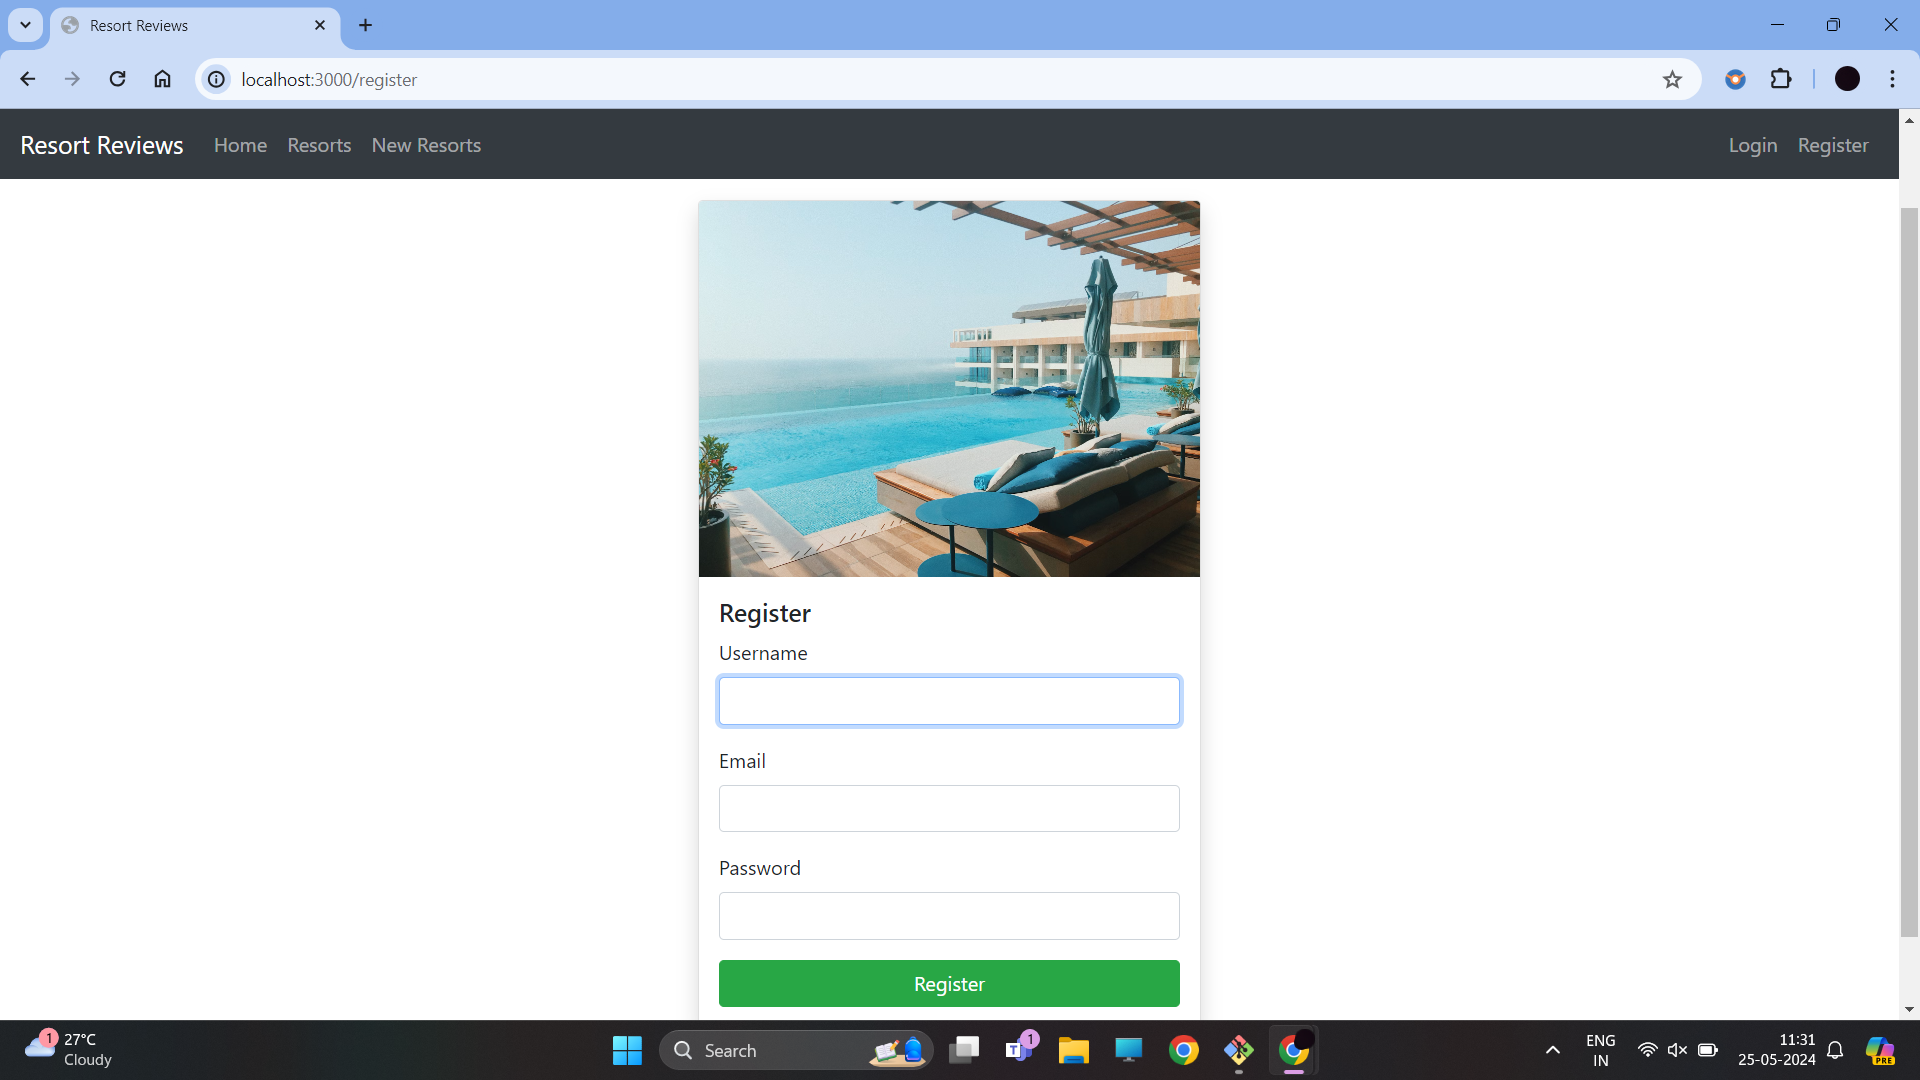 Resort Reviews
localhost:3000/register
Resort Reviews Home Resorts New Resorts Login Register
Register
Username
Email
Password
Register
1
27°C
Cloudy
Search
T 1
ENG
IN
11:31
25-05-2024
PRE